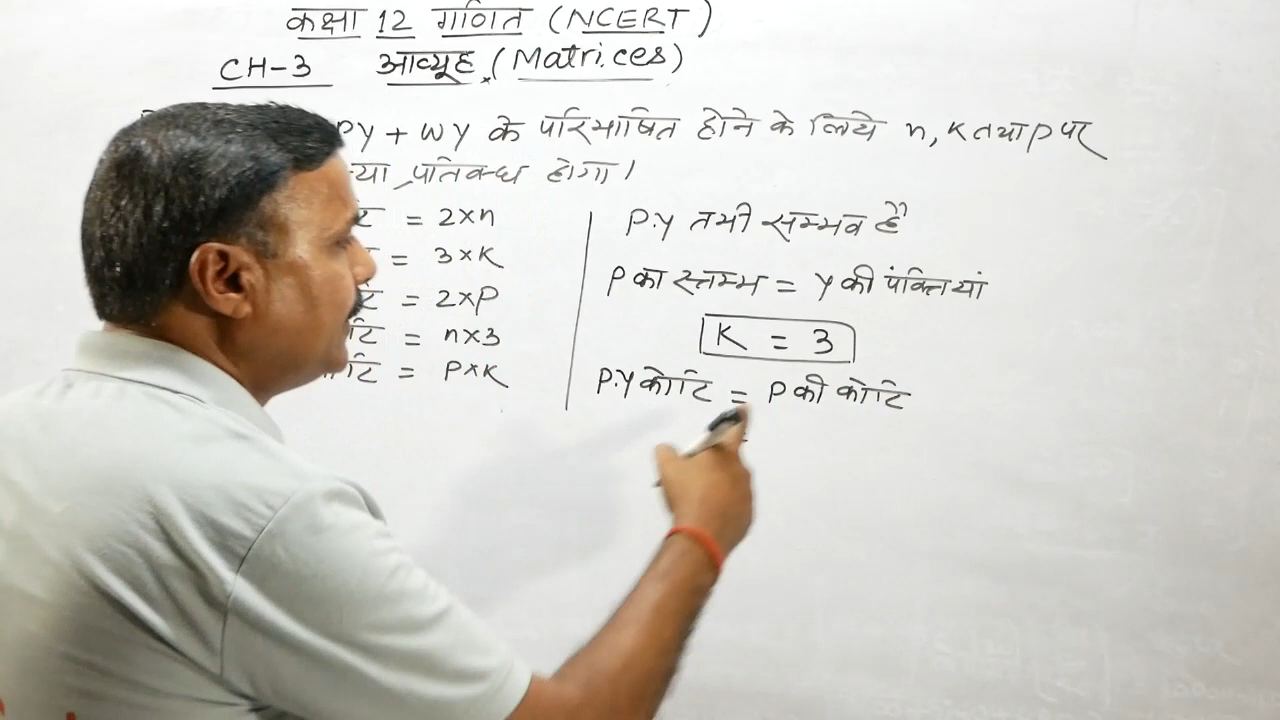 कक्षा 12 गणित (NCERT)
CH-3 आव्यूह (Matrices)
PY + WY के परिभाषित होने के लिये n, K तथा P पर
क्या प्रतिबन्ध होगा।
= 2×n
= 3×K
= 2×P
= n×3
= P×K
P.Y तभी सम्भव है
P का स्तम्भ = Y की पंक्तियां
K = 3
P.Y कोटि = P की कोटि